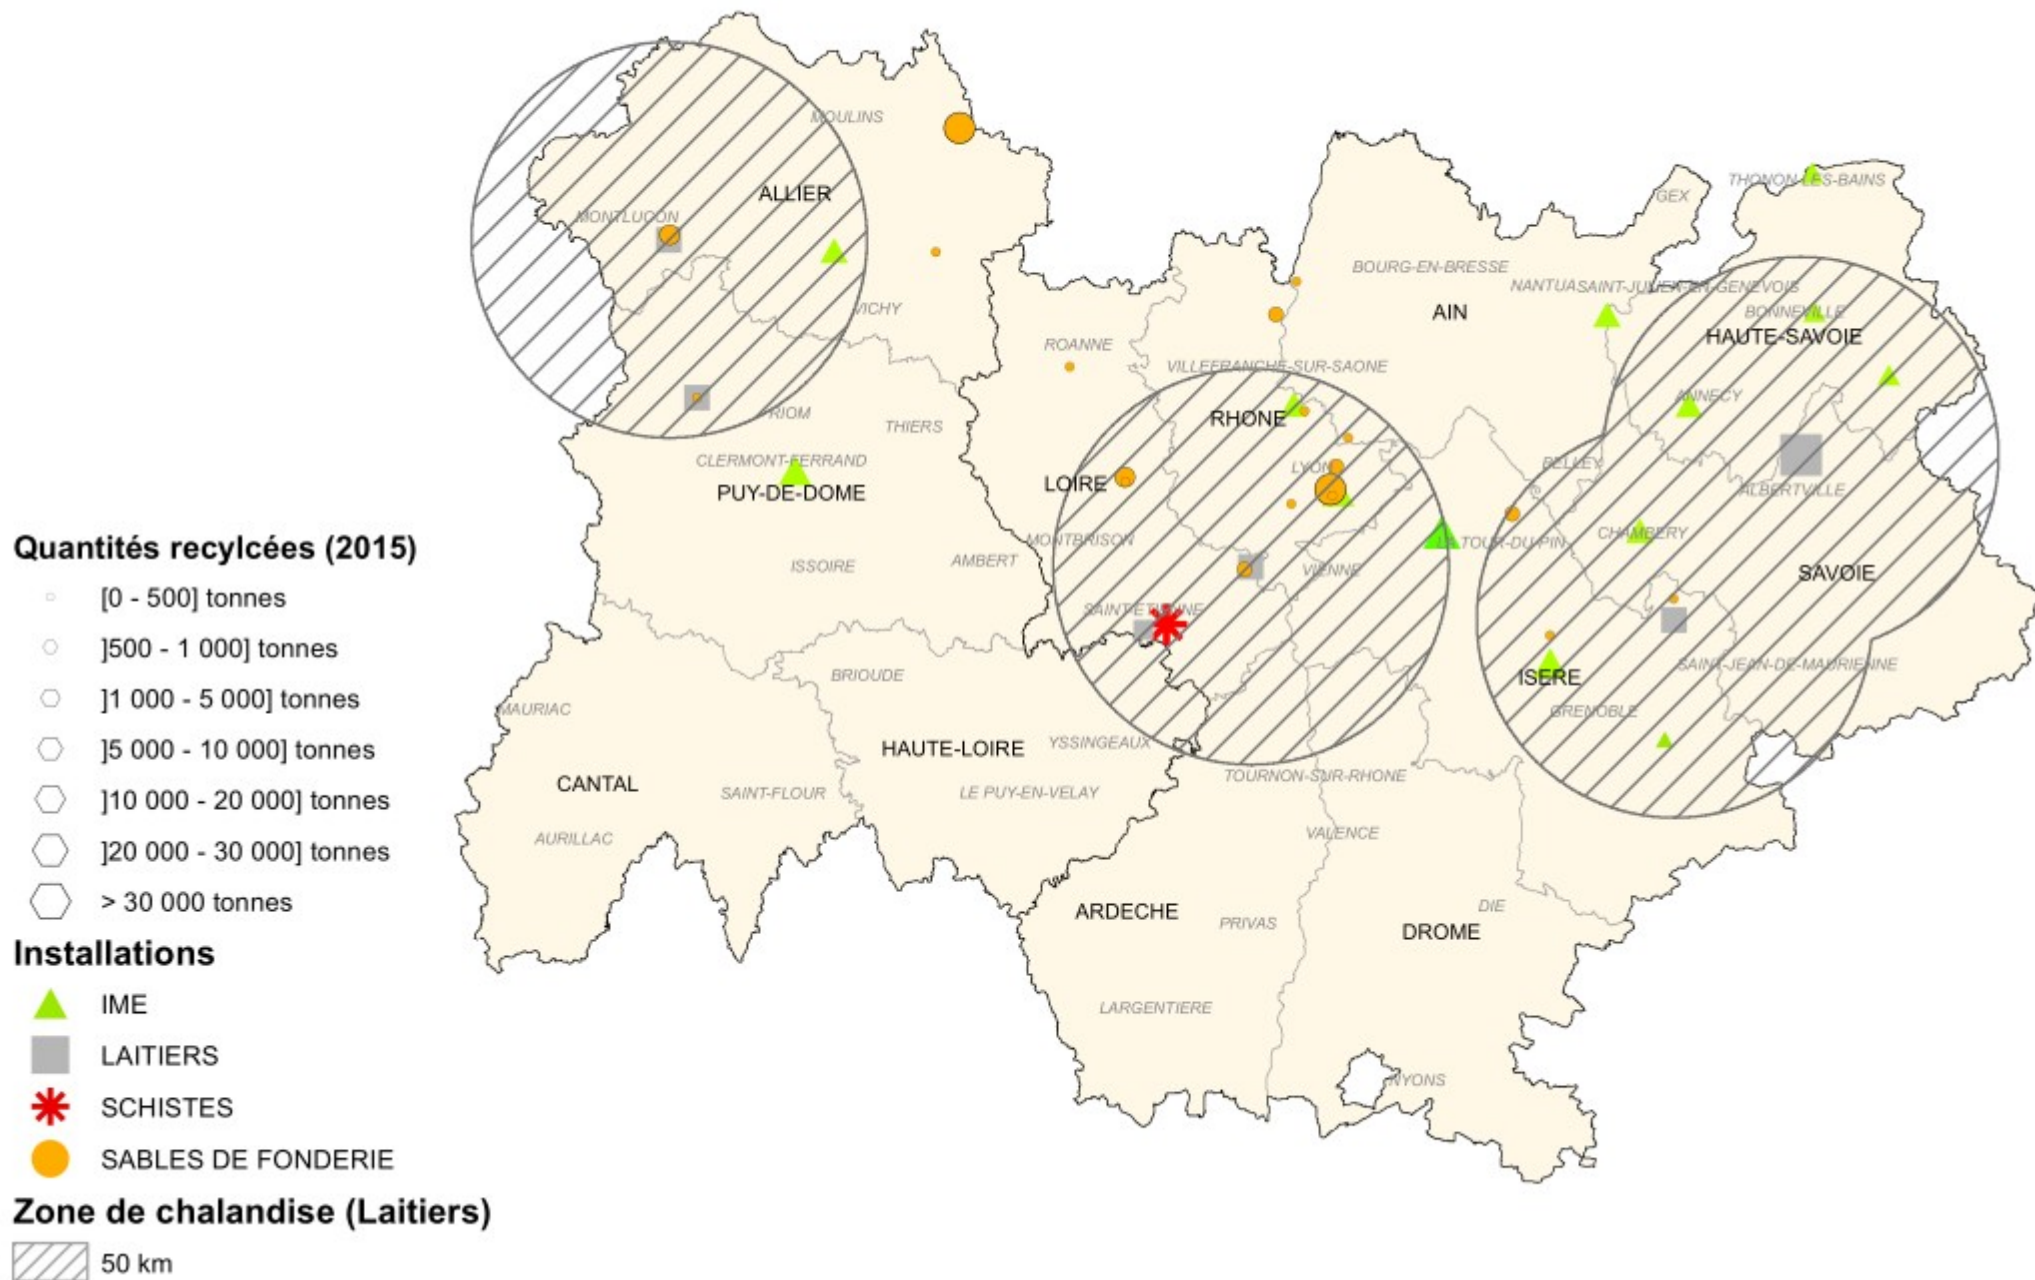 MOULINS
ALLIER
THONON-LES-BAINS
GEX
MONTLUCON
BOURG-EN-BRESSE
NANTUA
SAINT-JULIEN-EN-GENEVOIS
VICHY
AIN
BONNEVILLE
HAUTE-SAVOIE
ROANNE
VILLEFRANCHE-SUR-SAONE
ANNECY
RIOM
RHONE
THIERS
CLERMONT-FERRAND
LYON
BELLEY
PUY-DE-DOME
LOIRE
ALBERTVILLE
MONTBRISON
CHAMBERY
LA TOUR-DU-PIN
Quantités recylcées (2015)
[0 - 500] tonnes
]500 - 1 000] tonnes
]1 000 - 5 000] tonnes
]5 000 - 10 000] tonnes
]10 000 - 20 000] tonnes
]20 000 - 30 000] tonnes
> 30 000 tonnes
ISSOIRE
AMBERT
VIENNE
SAVOIE
SAINT-ETIENNE
BRIOUDE
ISERE
SAINT-JEAN-DE-MAURIENNE
MAURIAC
GRENOBLE
HAUTE-LOIRE
YSSINGEAUX
CANTAL
SAINT-FLOUR
LE PUY-EN-VELAY
TOURNON-SUR-RHONE
AURILLAC
VALENCE
ARDECHE
PRIVAS
DIE
DROME
LARGENTIERE
NYONS
Installations
IME
LAITIERS
SCHISTES
SABLES DE FONDERIE
Zone de chalandise (Laitiers)
50 km